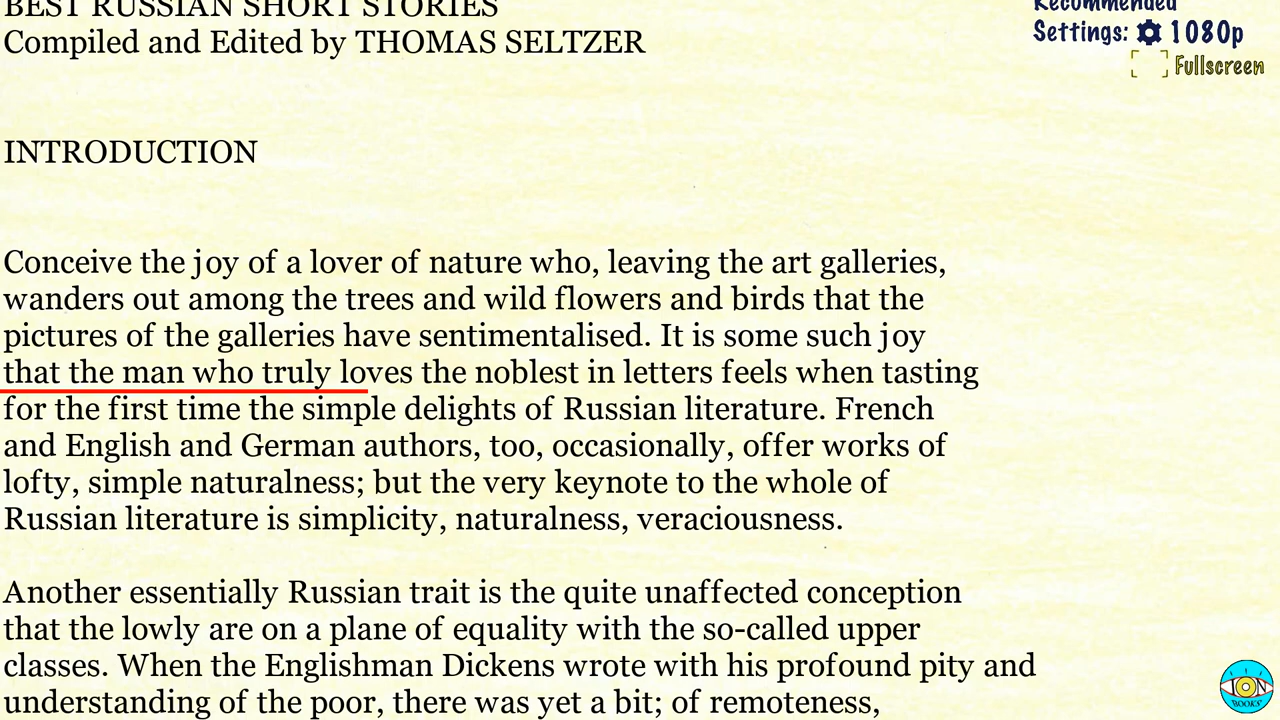 BEST RUSSIAN SHORT STORIES
Compiled and Edited by THOMAS SELTZER
Recommended
Settings: 1080p
Fullscreen
INTRODUCTION
Conceive the joy of a lover of nature who, leaving the art galleries,
wanders out among the trees and wild flowers and birds that the
pictures of the galleries have sentimentalised. It is some such joy
that the man who truly loves the noblest in letters feels when tasting
for the first time the simple delights of Russian literature. French
and English and German authors, too, occasionally, offer works of
lofty, simple naturalness; but the very keynote to the whole of
Russian literature is simplicity, naturalness, veraciousness.
Another essentially Russian trait is the quite unaffected conception
that the lowly are on a plane of equality with the so-called upper
classes. When the Englishman Dickens wrote with his profound pity and
understanding of the poor, there was yet a bit; of remoteness,
ION
BOOKS